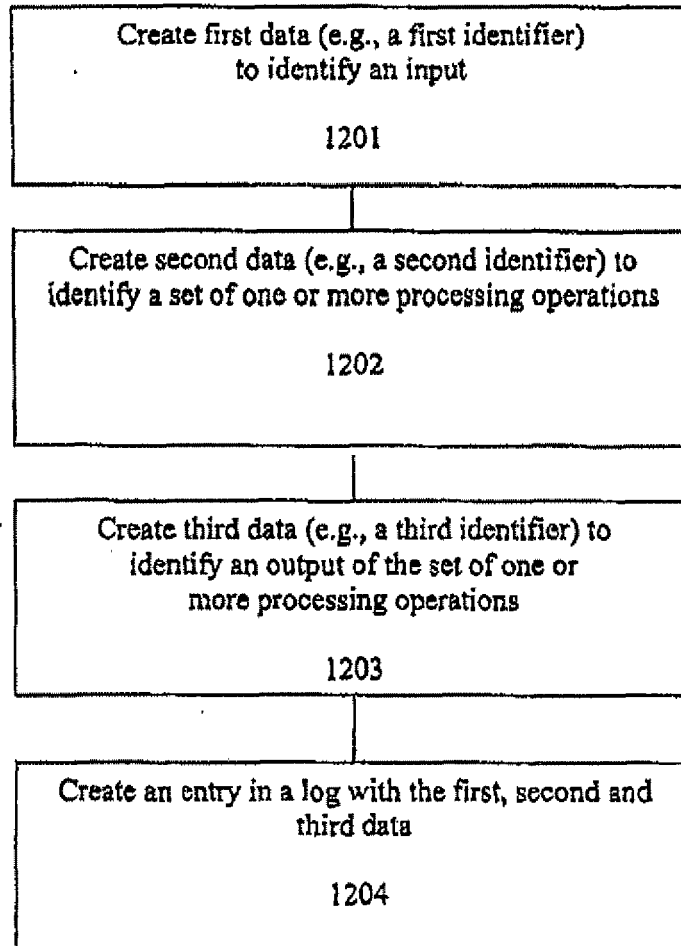 Create first data (e.g., a first identifier)
to identify an input
1201
Create second data (e.g., a second identifier) to
identify a set of one or more processing operations
1202
Create third data (e.g., a third identifier) to
identify an output of the set of one or
more processing operations
1203
Create an entry in a log with the first, second and
third data
1204